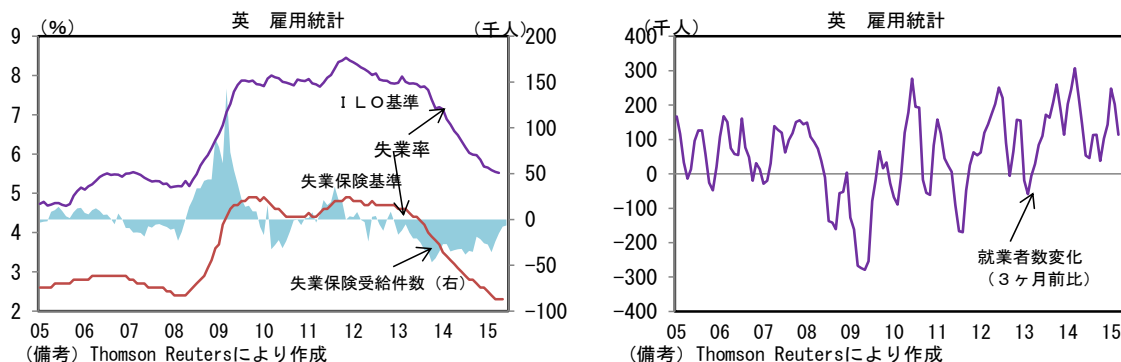 英　雇用統計
（％）
（千人）
9
8
7
6
5
4
3
2
200
150
100
50
0
-50
-100
ＩＬＯ基準
失業率
失業保険基準
失業保険受給件数（右）
05 06 07 08 09 10 11 12 13 14 15
（備考）Thomson Reutersにより作成
英　雇用統計
（千人）
400
300
200
100
0
-100
-200
-300
-400
就業者数変化
（３ヶ月前比）
05 06 07 08 09 10 11 12 13 14 15
（備考）Thomson Reutersにより作成